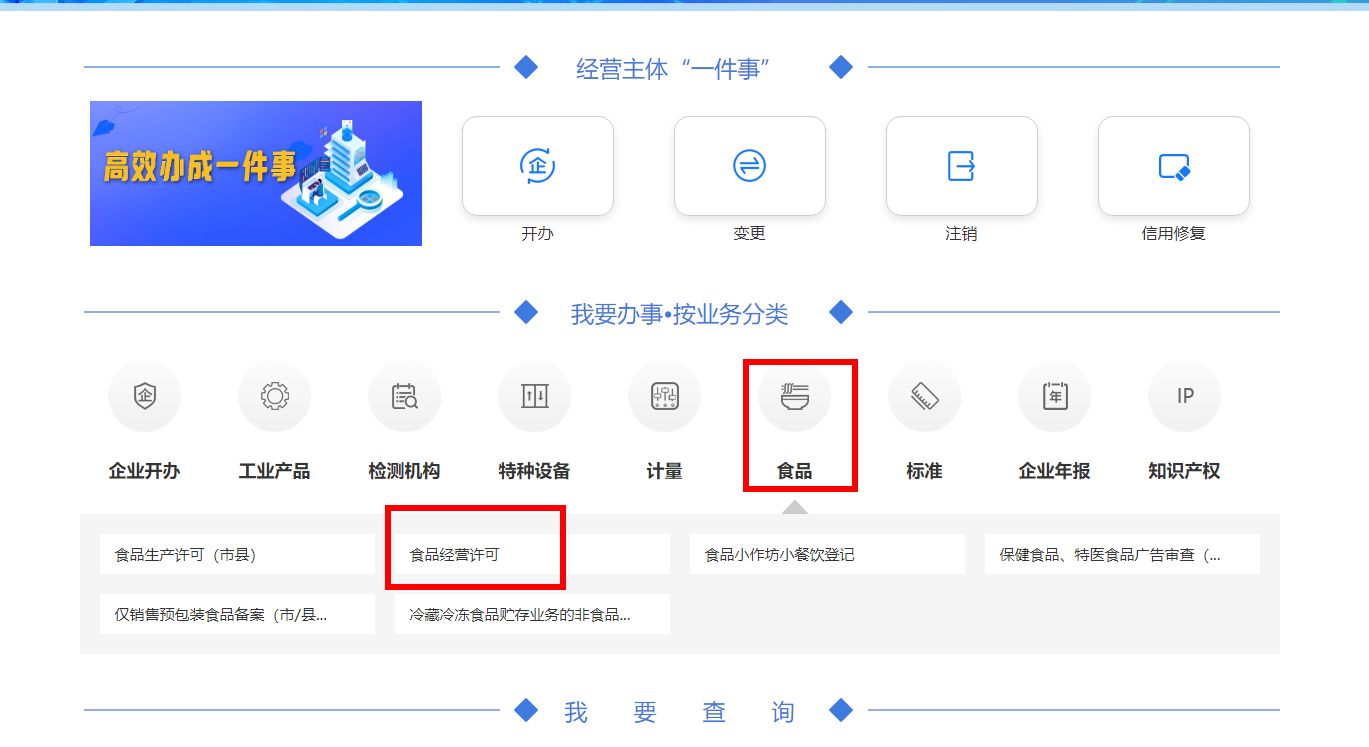 经营主体“一件事”
高效办成一件事
企
开办
变更
注销
信用修复
我要办事•按业务分类
企
年
IP
企业开办
工业产品
检测机构
特种设备
计量
食品
标准
企业年报
知识产权
食品生产许可（市县）
食品经营许可
食品小作坊小餐饮登记
保健食品、特医食品广告审查（...
仅销售预包装食品备案（市/县...
冷藏冷冻食品贮存业务的非食品...
我要查询